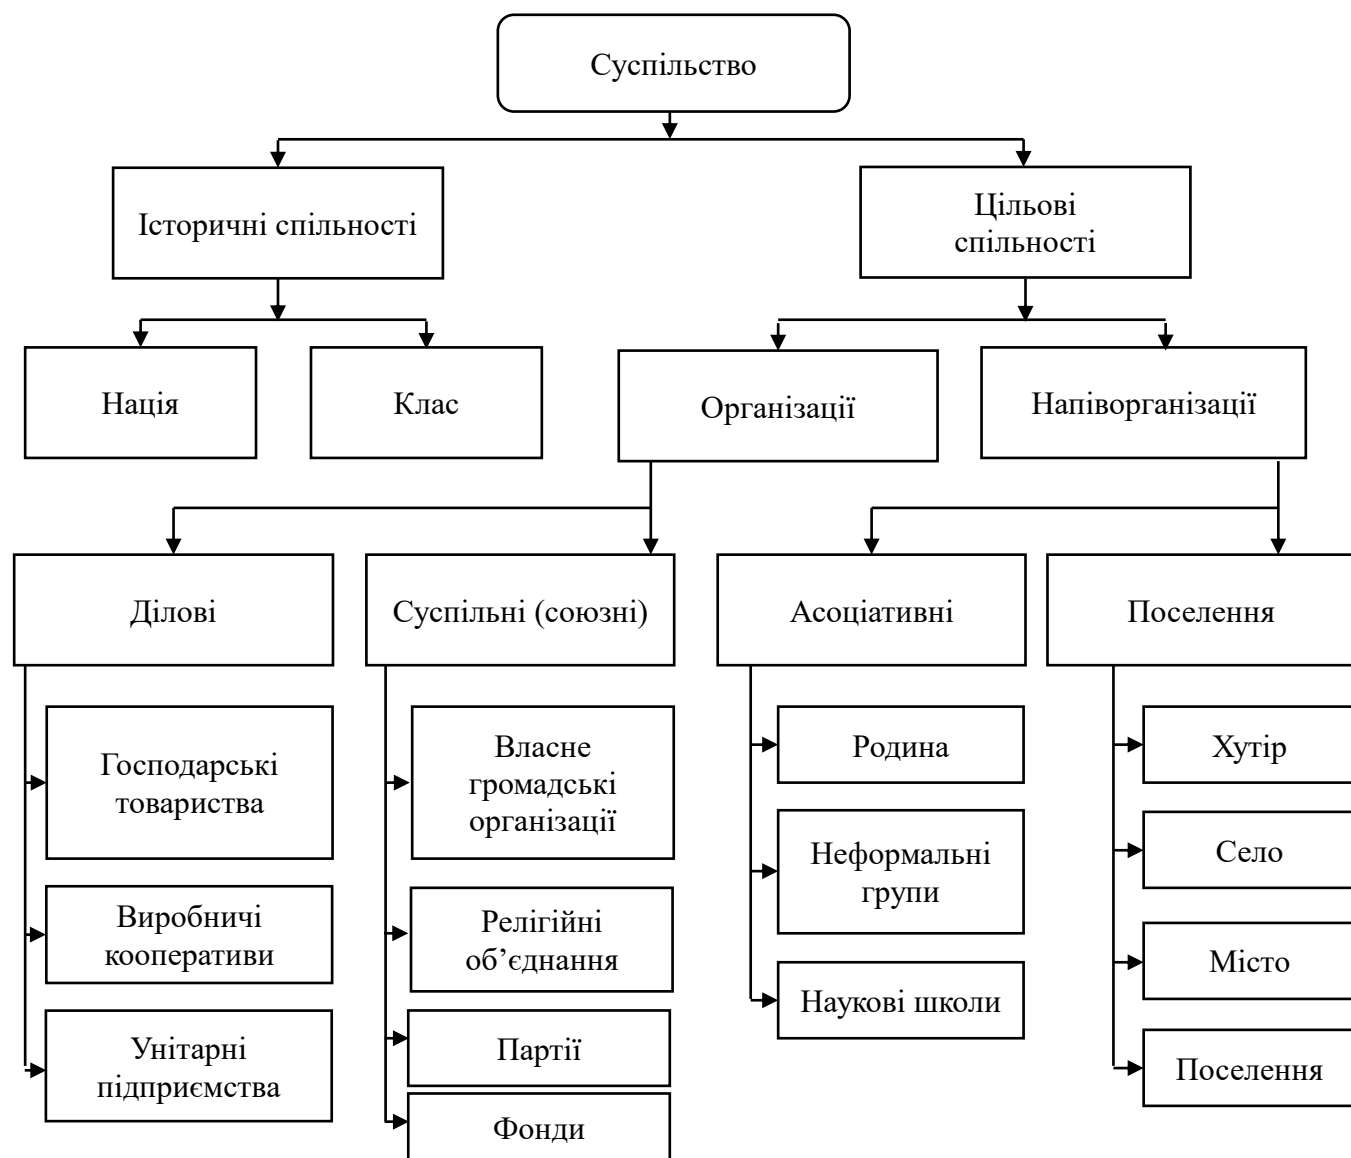 Суспільство
Історичні спільності
Цільові
спільності
Нація
Клас
Організації
Напіворганізації
Ділові
Суспільні (союзні)
Асоціативні
Поселення
Господарські
товариства
Виробничі
кооперативи
Унітарні
підприємства
Власне
громадські
організації
Релігійні
об’єднання
Партії
Фонди
Родина
Неформальні
групи
Наукові школи
Хутір
Село
Місто
Поселення